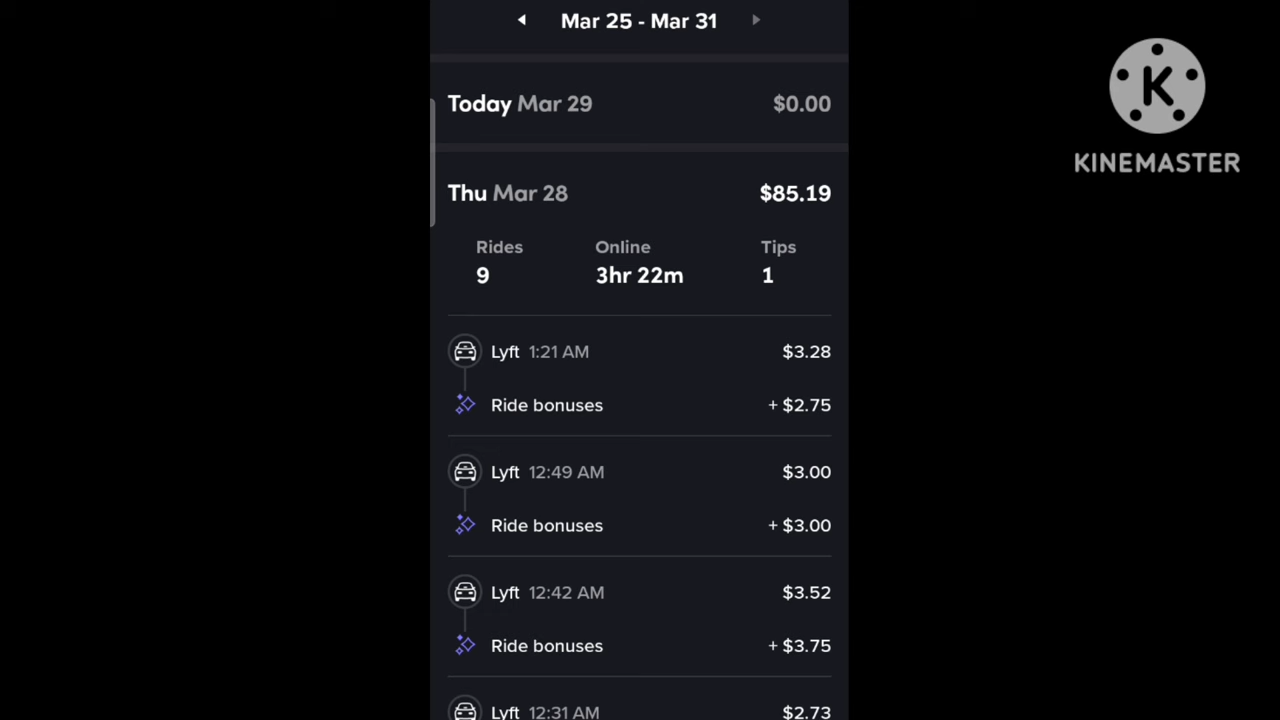 Mar 25 - Mar 31
KINEMASTER
Today Mar 29 $0.00
Thu Mar 28 $85.19
Rides Online Tips
9 3hr 22m 1
Lyft 1:21 AM $3.28
Ride bonuses + $2.75
Lyft 12:49 AM $3.00
Ride bonuses + $3.00
Lyft 12:42 AM $3.52
Ride bonuses + $3.75
Lyft 12:31 AM $2.73